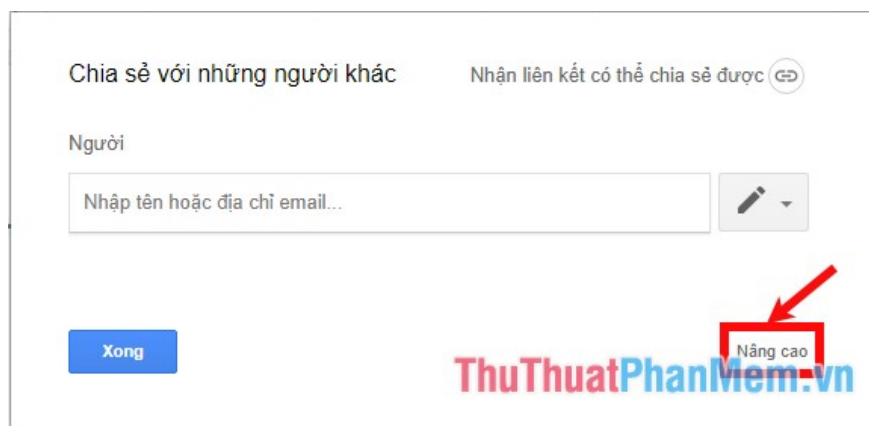 Chia sẻ với những người khác
Nhận liên kết có thể chia sẻ được
Người
Nhập tên hoặc địa chỉ email...
Xong
Nâng cao
ThuThuatPhanMem.vn